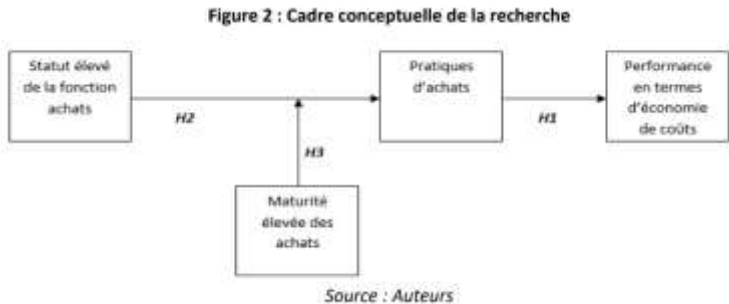 Figure 2 : Cadre conceptuelle de la recherche
Statut élevé
de la fonction
achats
H2
Pratiques
d'achats
H1
Performance
en termes
d'économie
de coûts
H3
Maturité
élevée des
achats
Source : Auteurs